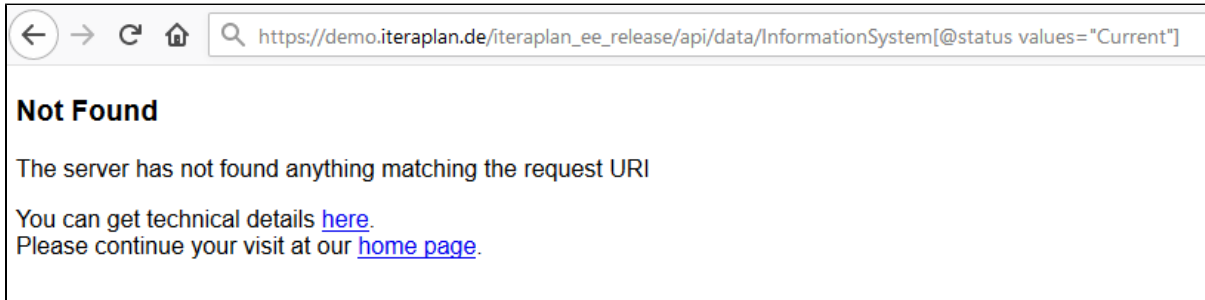 https://demo.iteraplan.de/iteraplan_ee_release/api/data/InformationSystem[@status values="Current"]
Not Found
The server has not found anything matching the request URI
You can get technical details here.
Please continue your visit at our home page.